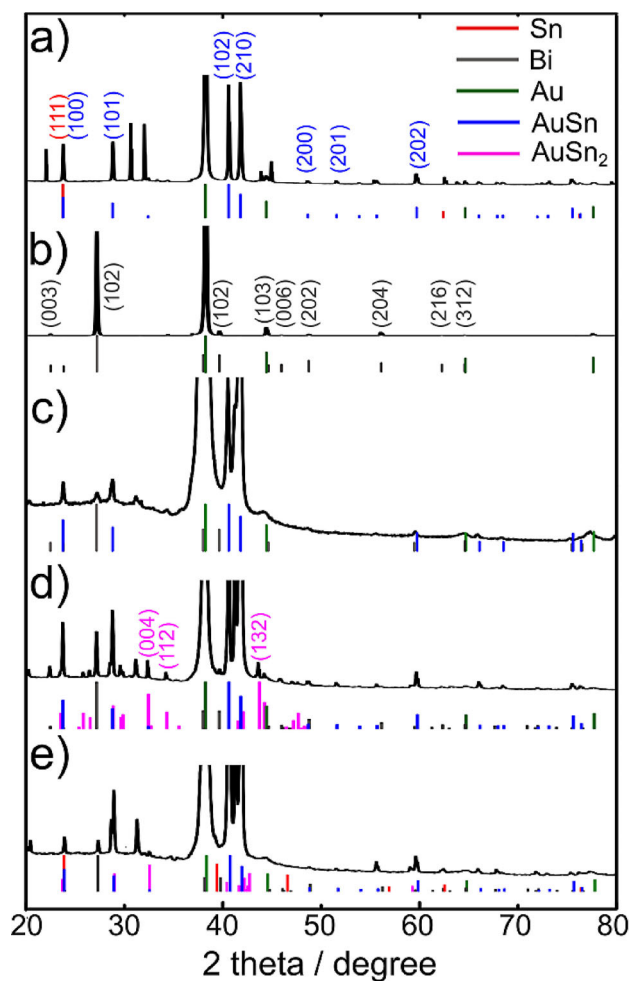 a)
(111)
(100)
(101)
(102)
(210)
(200)
(201)
(202)
Sn
Bi
Au
AuSn
AuSn₂
b)
(003)
(102)
(102)
(103)
(006)
(202)
(204)
(216)
(312)
c)
d)
(004)
(112)
(132)
e)
20 30 40 50 60 70 80
2 theta / degree